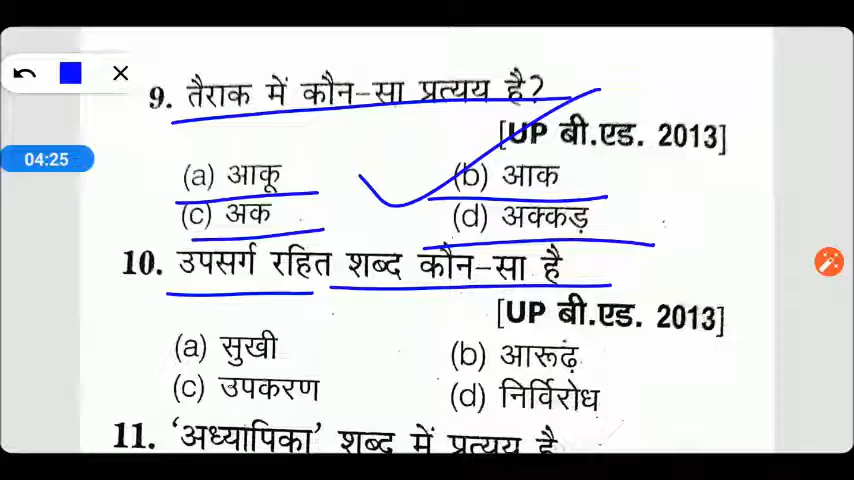 9. तैराक में कौन-सा प्रत्यय है?
[UP बी.एड. 2013]
04:25
(a) आकू (b) आक
(c) अक (d) अक्कड़
10. उपसर्ग रहित शब्द कौन-सा है
[UP बी.एड. 2013]
(a) सुखी (b) आरूढ़
(c) उपकरण (d) निर्विरोध
11. ‘अध्यापिका’ शब्द में प्रत्यय है